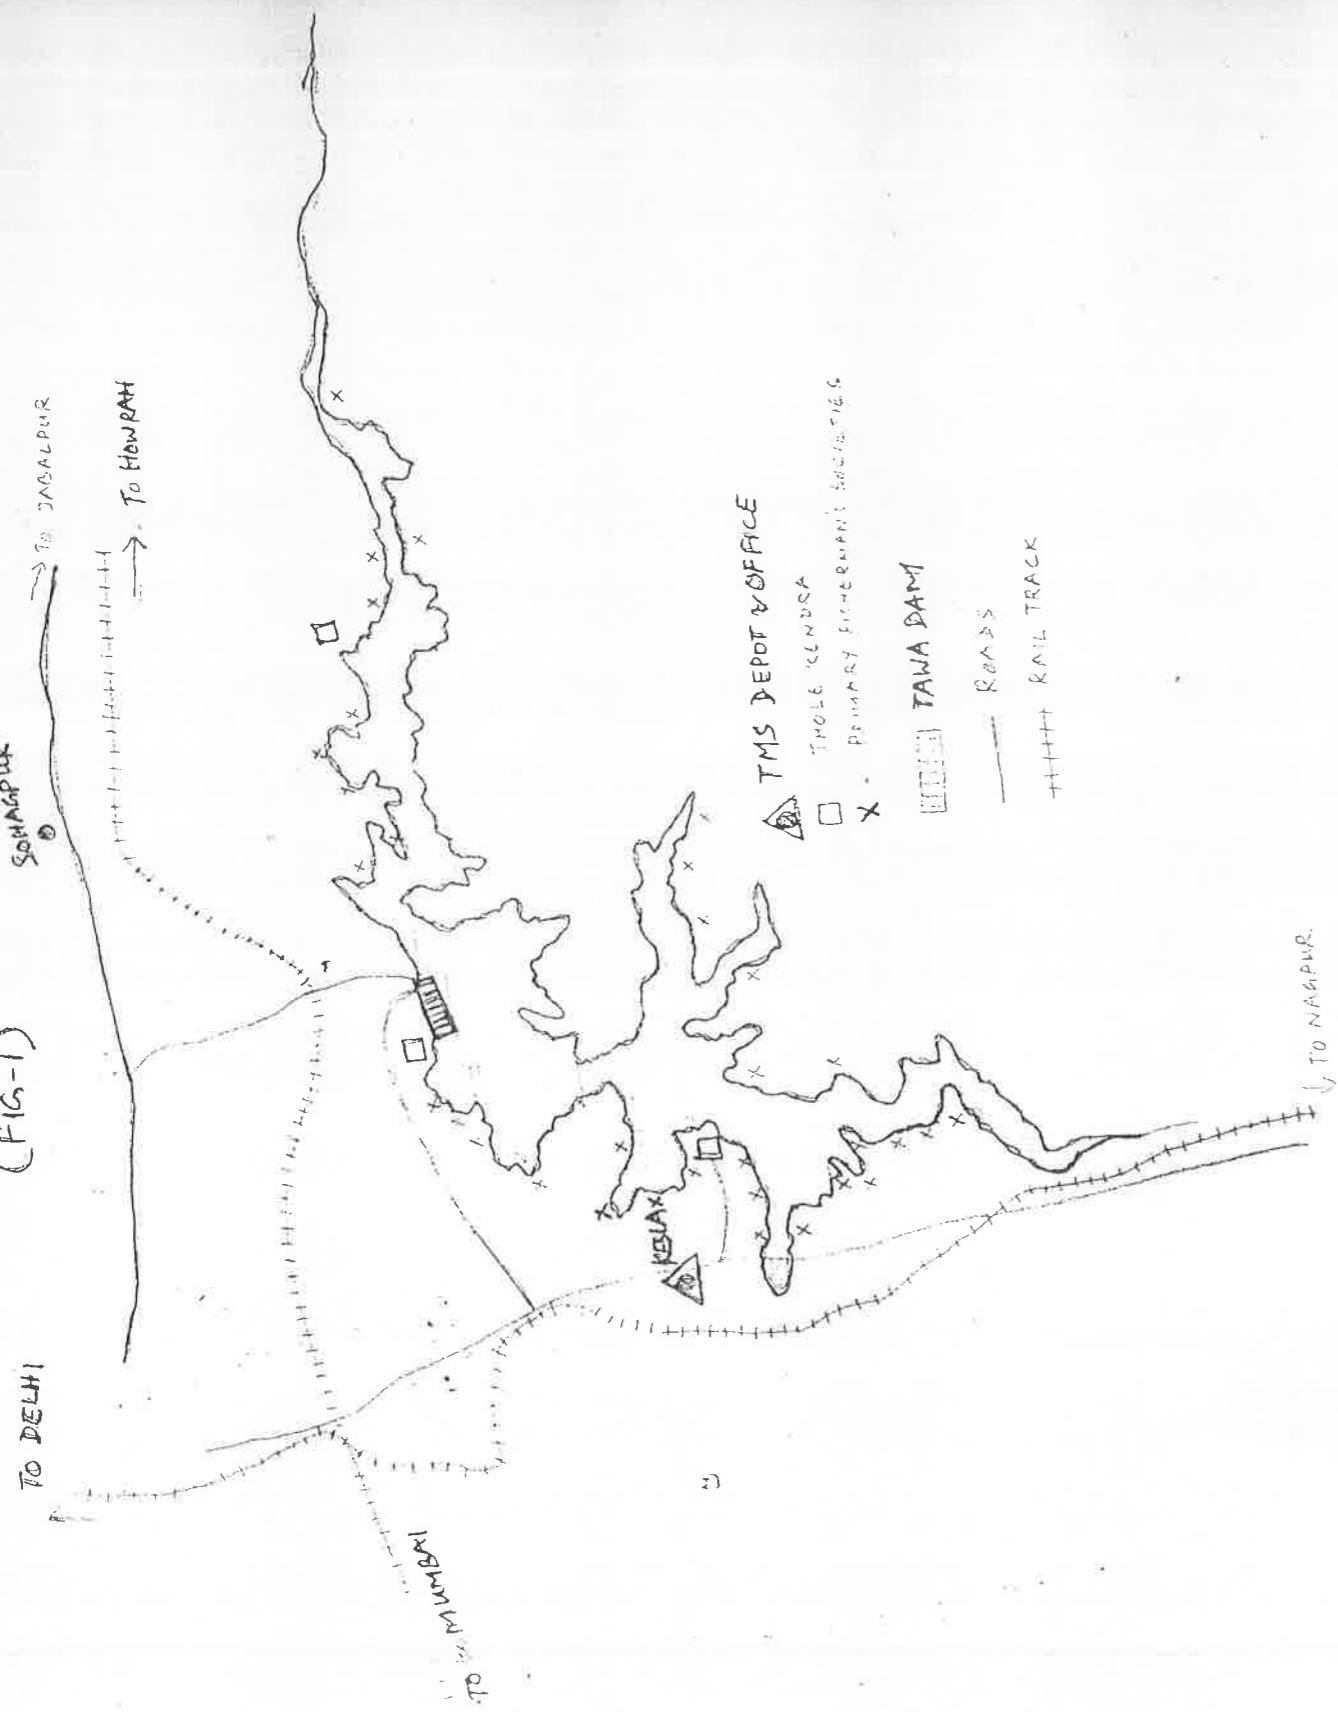 (FIG-1)
TO DELHI
SOHAGPUR
→ TO JABALPUR
→ TO HOWRAH
TO MUMBAI
KESLA
TMS DEPOT & OFFICE
THOLE KENDRA
X - PRIMARY FISHERMAN'S SOCIETIES
TAWA DAM
ROADS
RAIL TRACK
TO NAGPUR